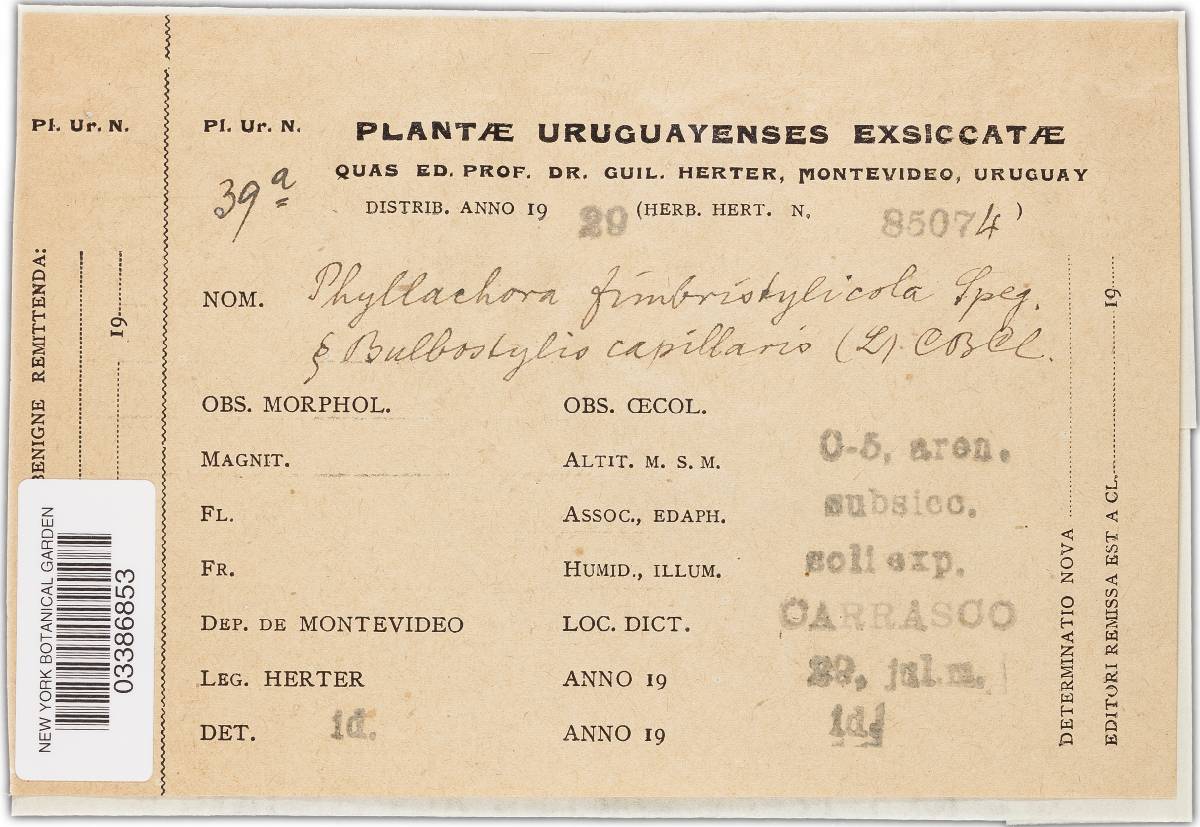 Pl. Ur. N.
BENIGNE REMITTENDA:
19
NEW YORK BOTANICAL GARDEN
03386853
Pl. Ur. N.
39 a
PLANTÆ URUGUAYENSES EXSICCATÆ
QUAS ED. PROF. DR. GUIL. HERTER, MONTEVIDEO, URUGUAY
DISTRIB. ANNO 19 29 (HERB. HERT. N. 85074)
NOM. Phyllachora fimbristylicola Speg.
§ Bulbostylis capillaris (L). CBCl.
OBS. MORPHOL. OBS. ŒCOL.
MAGNIT. ALTIT. M. S. M. 0-5, aren.
FL. ASSOC., EDAPH. subsicc.
FR. HUMID., ILLUM. soli exp.
DEP. DE MONTEVIDEO LOC. DICT. CARRASCO
LEG. HERTER ANNO 19 29, jul.m.
DET. id. ANNO 19 id.
DETERMINATIO NOVA
EDITORI REMISSA EST A CL. 19